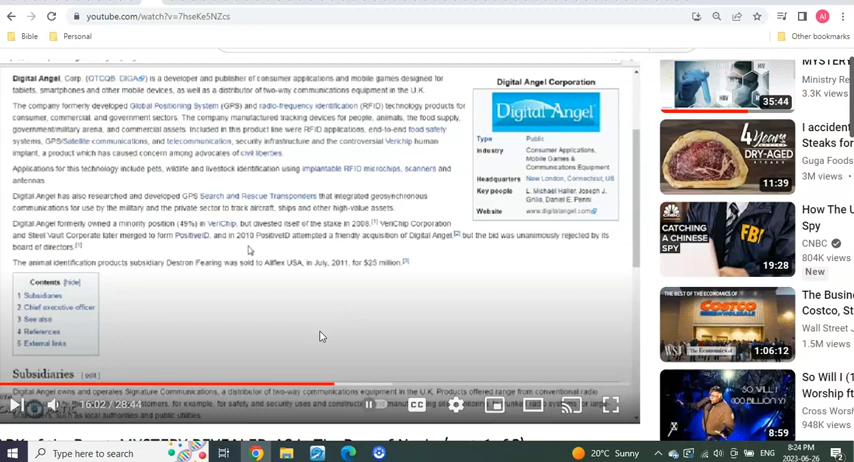 youtube.com/watch?v=7hseKe5NZcs
AI
Bible
Personal
Other bookmarks
Digital Angel, Corp. (OTCQB: DIGA) is a developer and publisher of consumer applications and mobile games designed for
tablets, smartphones and other mobile devices, as well as a distributor of two-way communications equipment in the U.K.
The company formerly developed Global Positioning System (GPS) and radio-frequency identification (RFID) technology products for
consumer, commercial, and government sectors. The company manufactured tracking devices for people, animals, the food supply,
government/military arena, and commercial assets. Included in this product line were RFID applications, end-to-end food safety
systems, GPS/Satellite communications, and telecommunication, security infrastructure and the controversial Verichip human
implant, a product which has caused concern among advocates of civil liberties.
Applications for this technology include pets, wildlife and livestock identification using implantable RFID microchips, scanners and
antennas.
Digital Angel has also researched and developed GPS Search and Rescue Transponders that integrated geosynchronous
communications for use by the military and the private sector to track aircraft, ships and other high-value assets.
Digital Angel formerly owned a minority position (49%) in VeriChip, but divested itself of the stake in 2008.[1] VeriChip Corporation
and Steel Vault Corporate later merged to form PositiveID, and in 2010 PositiveID attempted a friendly acquisition of Digital Angel,[2] but the bid was unanimously rejected by its
board of directors.[1]
The animal identification products subsidiary Destron Fearing was sold to Allflex USA, in July, 2011, for $25 million.[3]
Digital Angel Corporation
Digital Angel
Type Public
Industry Consumer Applications,
Mobile Games &
Communications Equipment
Headquarters New London, Connecticut, US
Key people L. Michael Haller, Joseph J.
Grillo, Daniel E. Penni
Website www.digitalangel.com
Contents [hide]
1 Subsidiaries
2 Chief executive officer
3 See also
4 References
5 External links
Subsidiaries [edit]
Digital Angel owns and operates Signature Communications, a distributor of two-way communications equipment in the U.K. Products offered range from conventional radio
16:02 / 28:44
CC
MYSTERY
Ministry Re
3.3K views
35:44
I accident
Steaks for
Guga Foods
3M views
4 Years
DRY-AGED
STEAK
11:39
How The U
Spy
CNBC
804K views
New
CATCHING
A CHINESE
SPY
FBI
19:28
The Busine
Costco, St
Wall Street
1.5M views
THE BEST OF THE ECONOMICS OF
COSTCO
WHOLESALE
WSJ
The Economics of
1:06:12
So Will I (1
Worship ft
Cross Worsh
948K views
SO WILL I
(100 BILLION X)
8:59
Type here to search
20°C Sunny
ENG
8:24 PM
2023-06-26
2